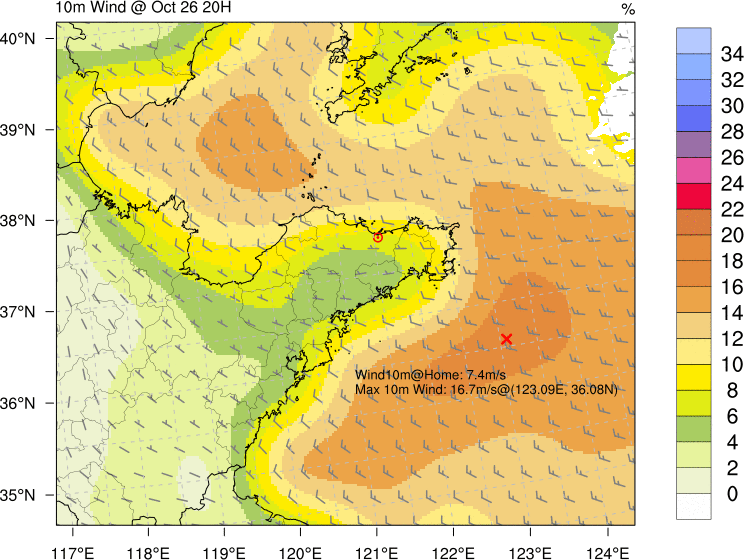 10m Wind @ Oct 26 20H
%
40°N
39°N
38°N
37°N
36°N
35°N
117°E
118°E
119°E
120°E
121°E
122°E
123°E
124°E
Wind10m@Home: 7.4m/s
Max 10m Wind: 16.7m/s@(123.09E, 36.08N)
34
32
30
28
26
24
22
20
18
16
14
12
10
8
6
4
2
0